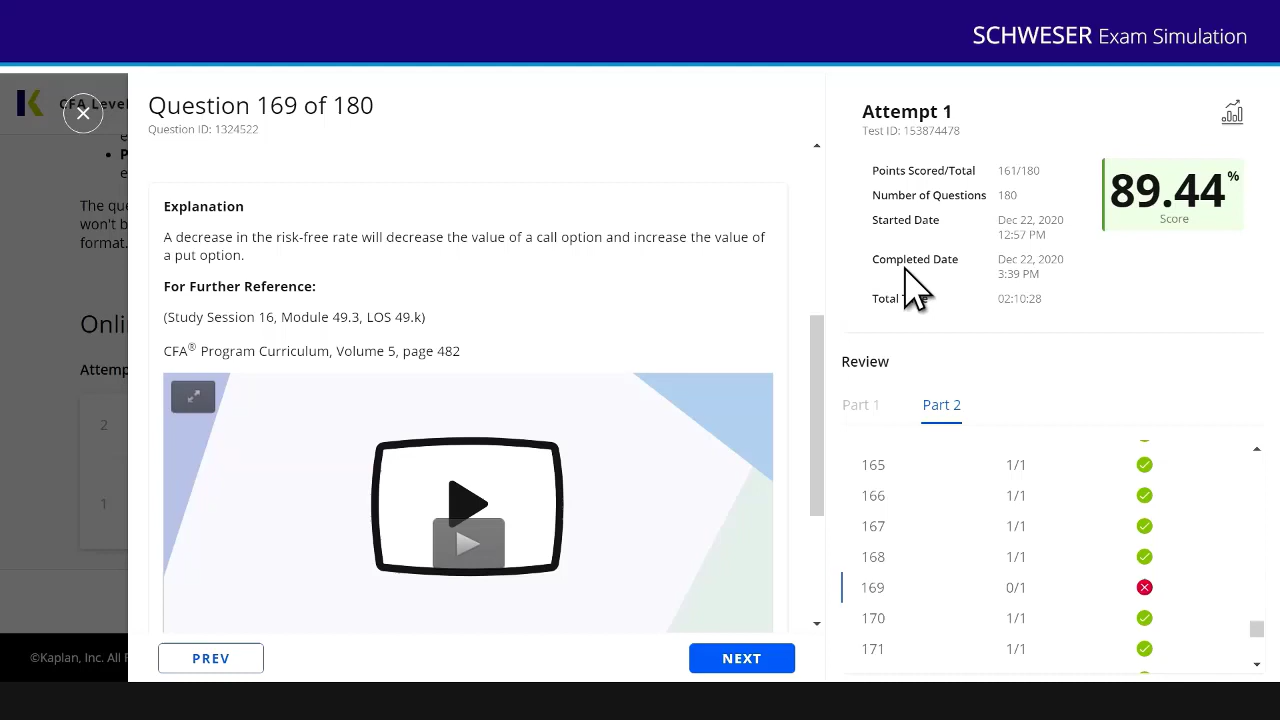 SCHWESER Exam Simulation
CFA Leve
Question 169 of 180
Question ID: 1324522
P
The que
won't b
format.
Onli
Attemp
2
1
©Kaplan, Inc. All R
Explanation
A decrease in the risk-free rate will decrease the value of a call option and increase the value of
a put option.
For Further Reference:
(Study Session 16, Module 49.3, LOS 49.k)
CFA® Program Curriculum, Volume 5, page 482
PREV
NEXT
Attempt 1
Test ID: 153874478
Points Scored/Total 161/180
Number of Questions 180
Started Date Dec 22, 2020
12:57 PM
Completed Date Dec 22, 2020
3:39 PM
Total 02:10:28
89.44%
Score
Review
Part 1 Part 2
165 1/1
166 1/1
167 1/1
168 1/1
169 0/1
170 1/1
171 1/1